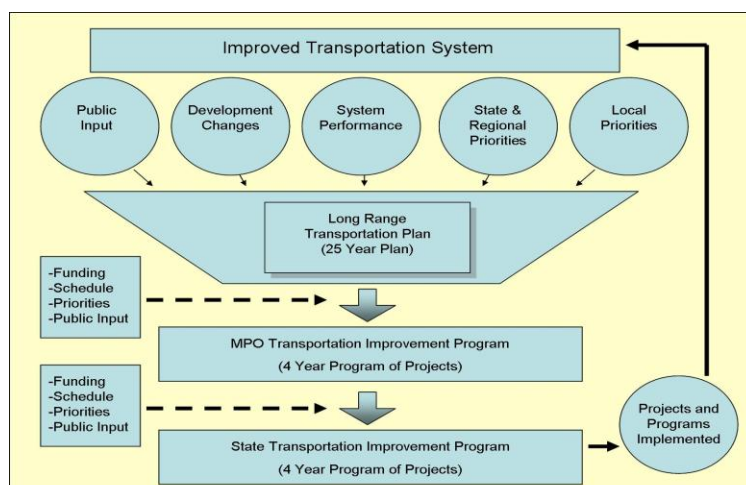 Improved Transportation System
Public
Input
Development
Changes
System
Performance
State &
Regional
Priorities
Local
Priorities
Long Range
Transportation Plan
(25 Year Plan)
-Funding
-Schedule
-Priorities
-Public Input
MPO Transportation Improvement Program
(4 Year Program of Projects)
-Funding
-Schedule
-Priorities
-Public Input
State Transportation Improvement Program
(4 Year Program of Projects)
Projects and
Programs
Implemented